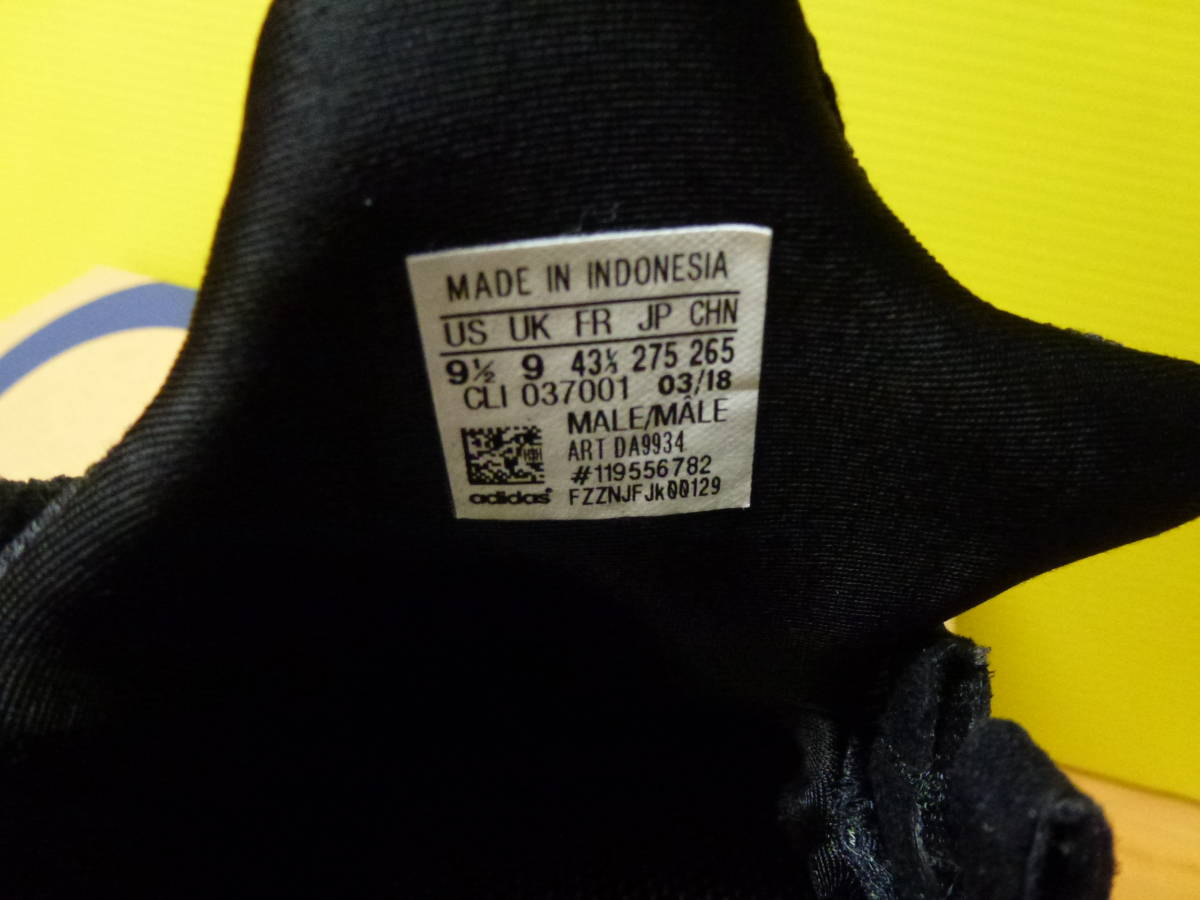 MADE IN INDONESIA
US UK FR JP CHN
9½ 9 43⅓ 275 265
CLI 037001 03/18
MALE/MÂLE
ART DA9934
#119556782
adidas FZZNJFJk00129